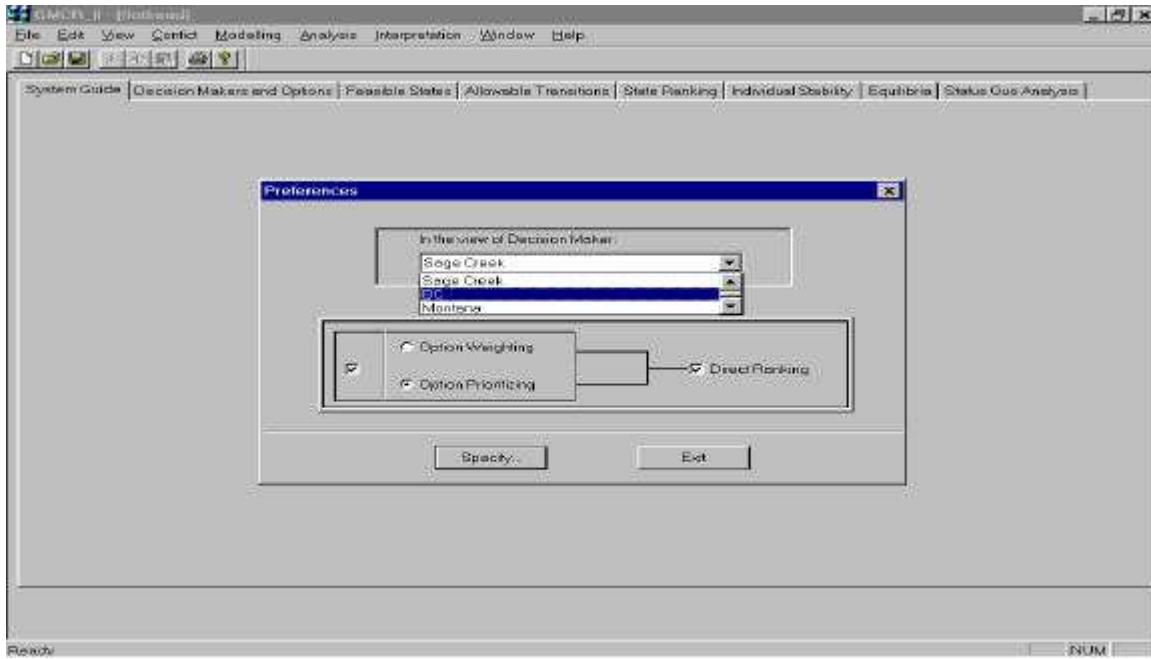 GMCR_II - [flathead]
File Edit View Conflict Modelling Analysis Interpretation Window Help
System Guide Decision Makers and Options Feasible States Allowable Transitions State Ranking Individual Stability Equilibria Status Quo Analysis
Preferences
In the view of Decision Maker:
Sage Creek
Sage Creek
BC
Montana
Option Weighting
Direct Ranking
Option Prioritizing
Specify... Exit
Ready NUM